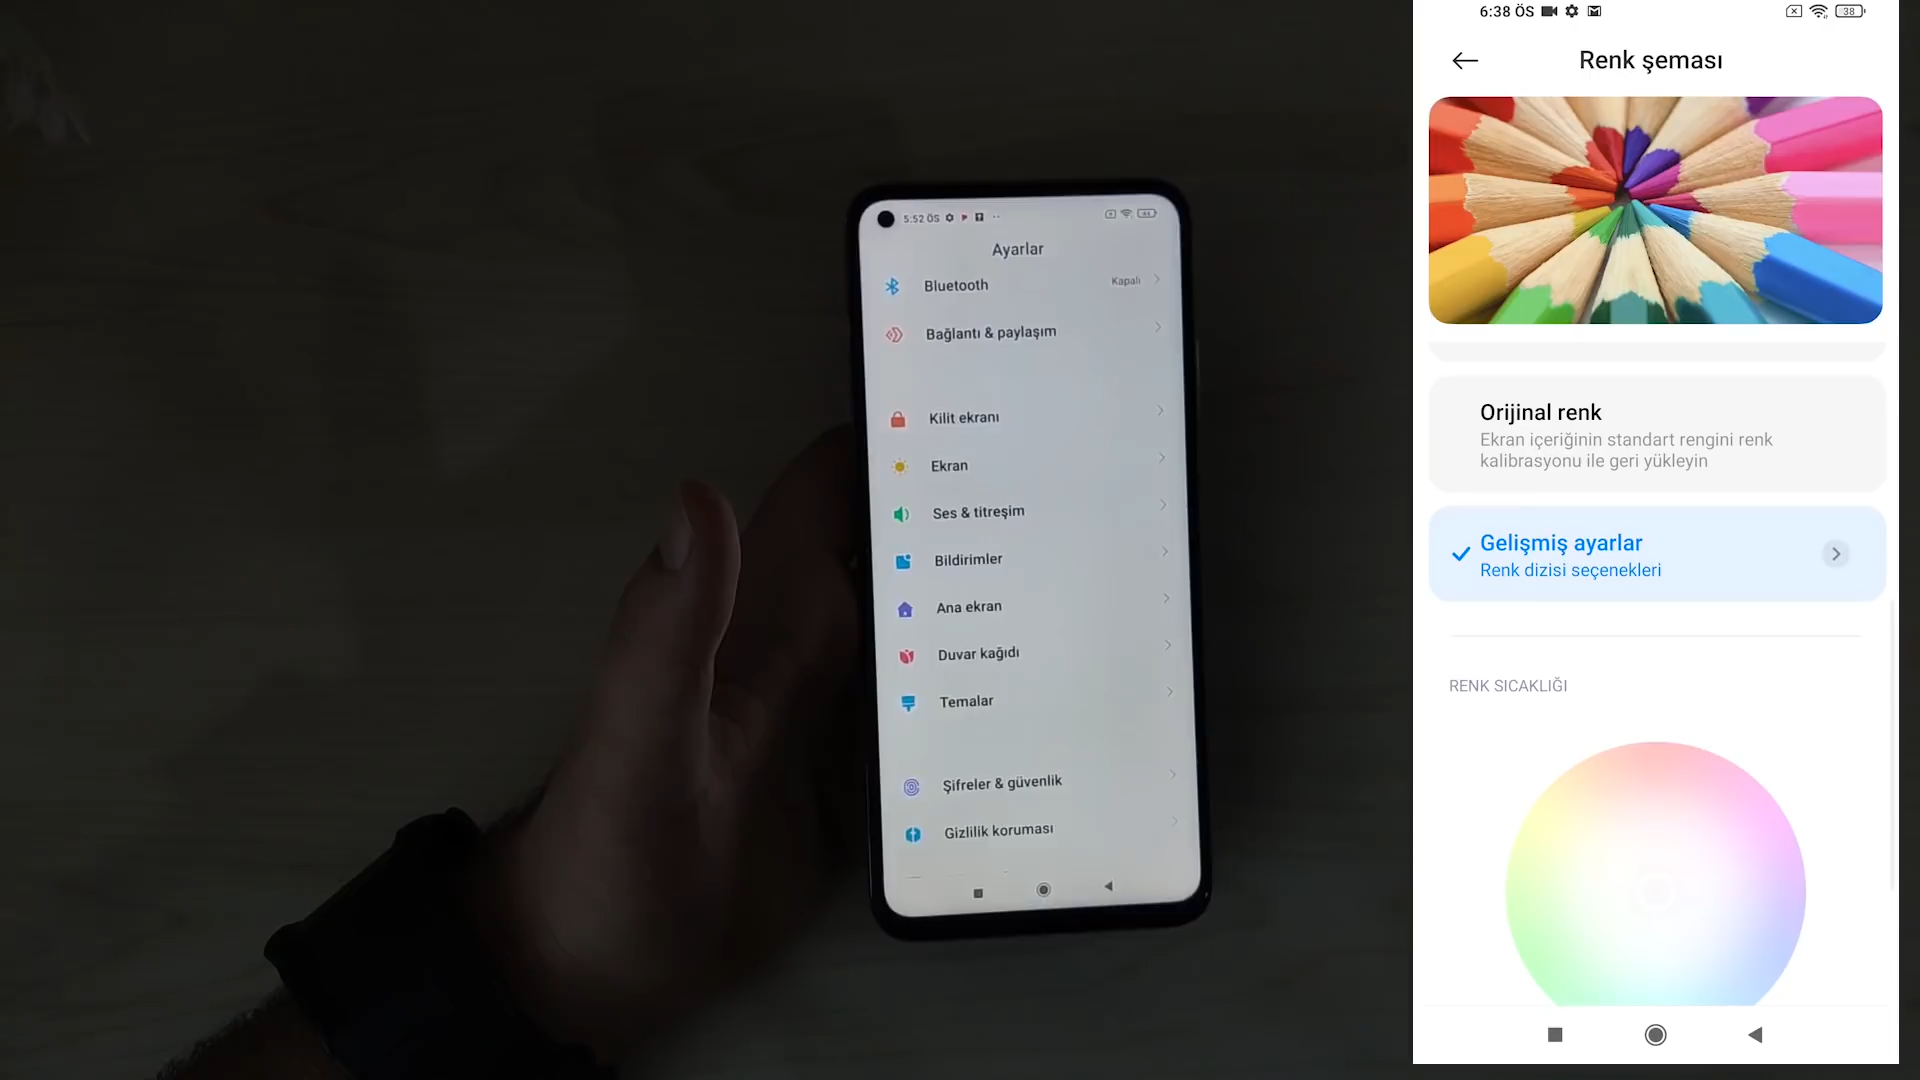 5:52 ÖS
Ayarlar
Bluetooth
Kapalı
Bağlantı & paylaşım
Kilit ekranı
Ekran
Ses & titreşim
Bildirimler
Ana ekran
Duvar kağıdı
Temalar
Şifreler & güvenlik
Gizlilik koruması
6:38 ÖS
38
Renk şeması
Orijinal renk
Ekran içeriğinin standart rengini renk
kalibrasyonu ile geri yükleyin
Gelişmiş ayarlar
Renk dizisi seçenekleri
RENK SICAKLIĞI